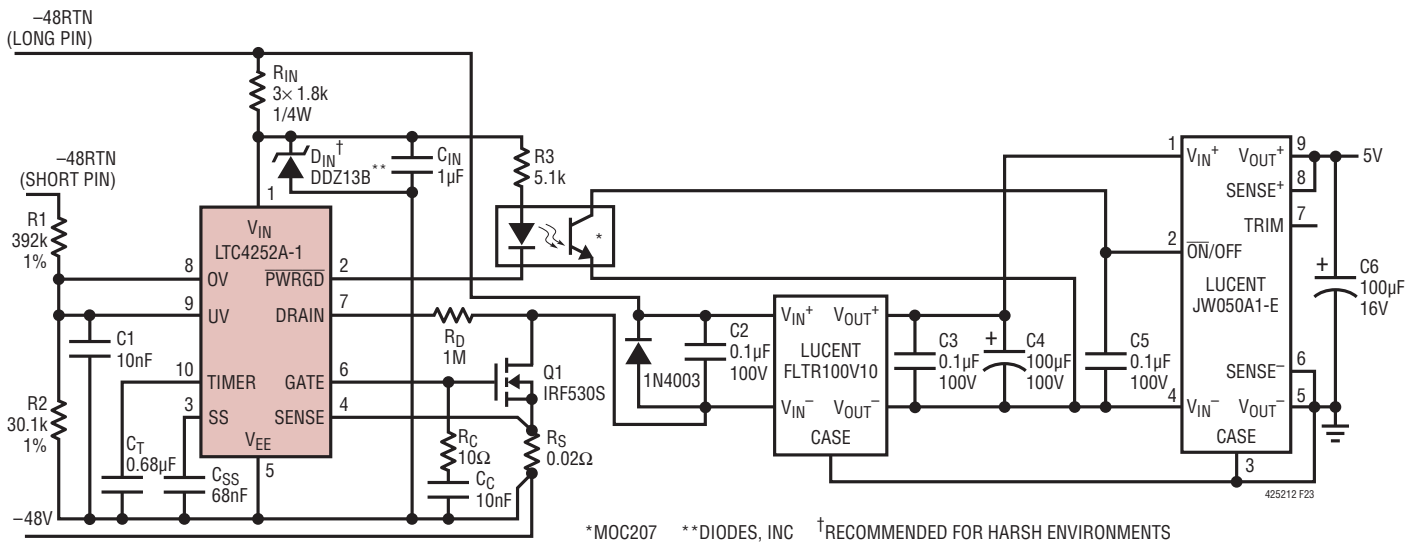 –48RTN
(LONG PIN)
RIN
3× 1.8k
1/4W
–48RTN
(SHORT PIN)
DIN†
DDZ13B**
CIN
1µF
R3
5.1k
*
R1
392k
1%
R2
30.1k
1%
C1
10nF
CT
0.68µF
CSS
68nF
–48V
1
VIN
LTC4252A-1
8
OV
9
UV
10
TIMER
3
SS
VEE
5
PWRGD
2
DRAIN
7
GATE
6
SENSE
4
RD
1M
Q1
IRF530S
RC
10Ω
CC
10nF
RS
0.02Ω
1N4003
C2
0.1µF
100V
VIN+
VOUT+
LUCENT
FLTR100V10
VIN–
VOUT–
CASE
C3
0.1µF
100V
+
C4
100µF
100V
C5
0.1µF
100V
1
VIN+
VOUT+
9
SENSE+
8
TRIM
7
2
ON/OFF
LUCENT
JW050A1-E
SENSE–
6
4
VIN–
VOUT–
5
CASE
3
5V
+
C6
100µF
16V
425212 F23
*MOC207 **DIODES, INC †RECOMMENDED FOR HARSH ENVIRONMENTS